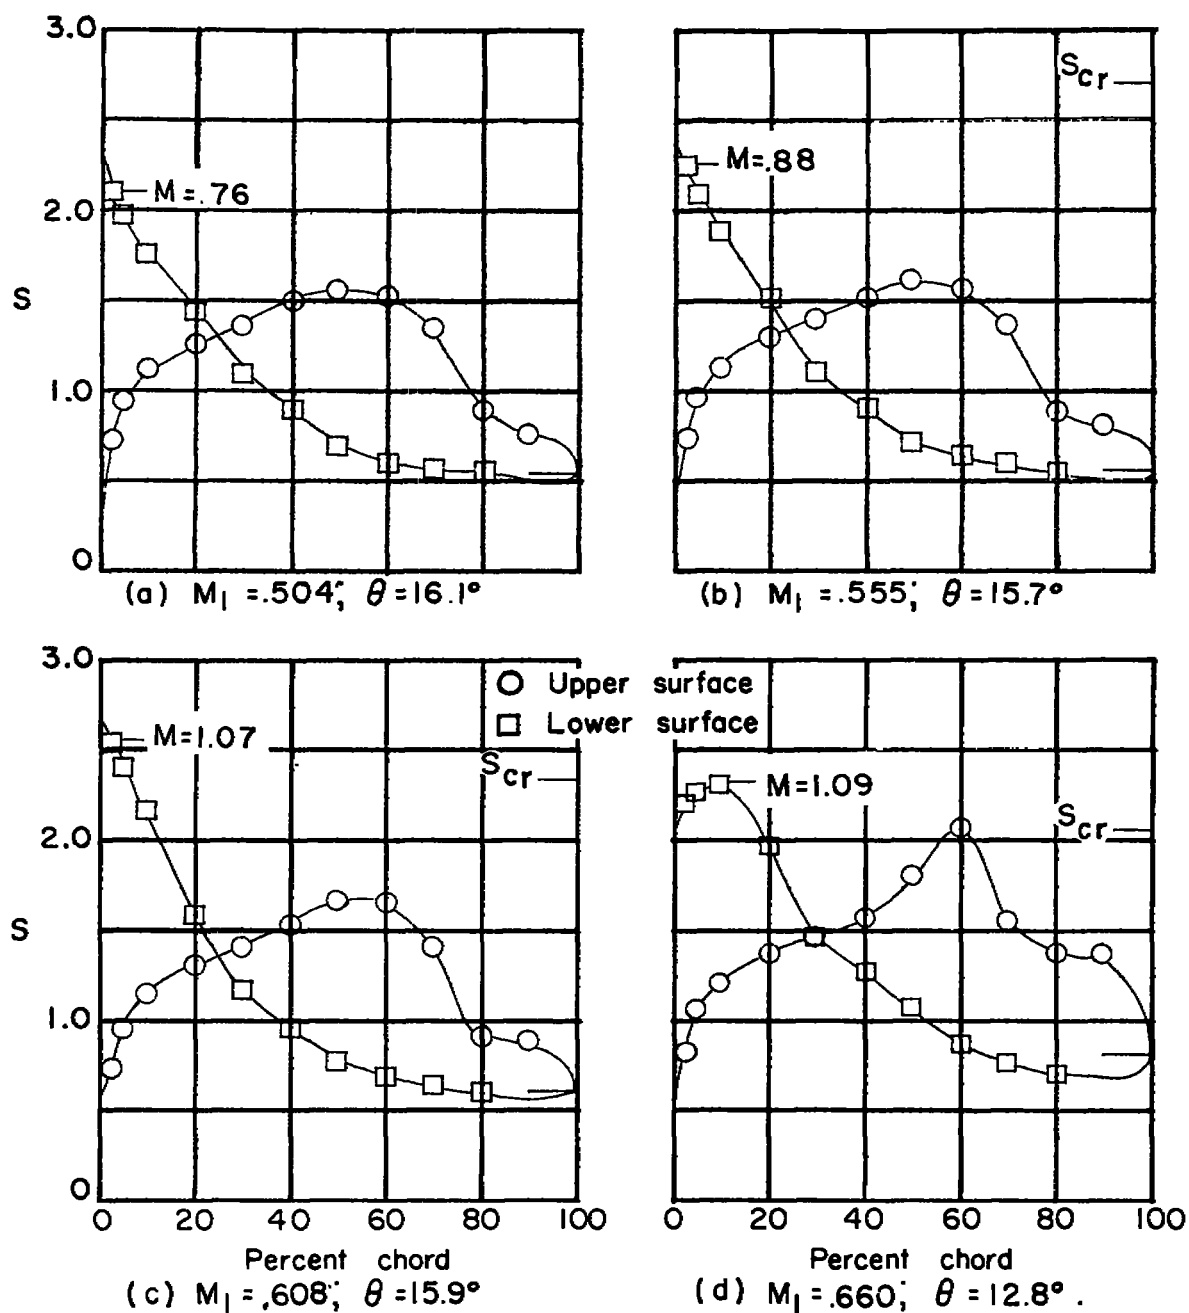 3.0
2.0
S
1.0
0
M=.76
(a) M1 =.504; θ=16.1°
Scr
M=.88
(b) M1 =.555; θ=15.7°
3.0
2.0
S
1.0
0
M=1.07
Scr
Upper surface
Lower surface
0 20 40 60 80 100
Percent chord
(c) M1 =.608; θ=15.9°
M=1.09
Scr
0 20 40 60 80 100
Percent chord
(d) M1 =.660; θ=12.8°.